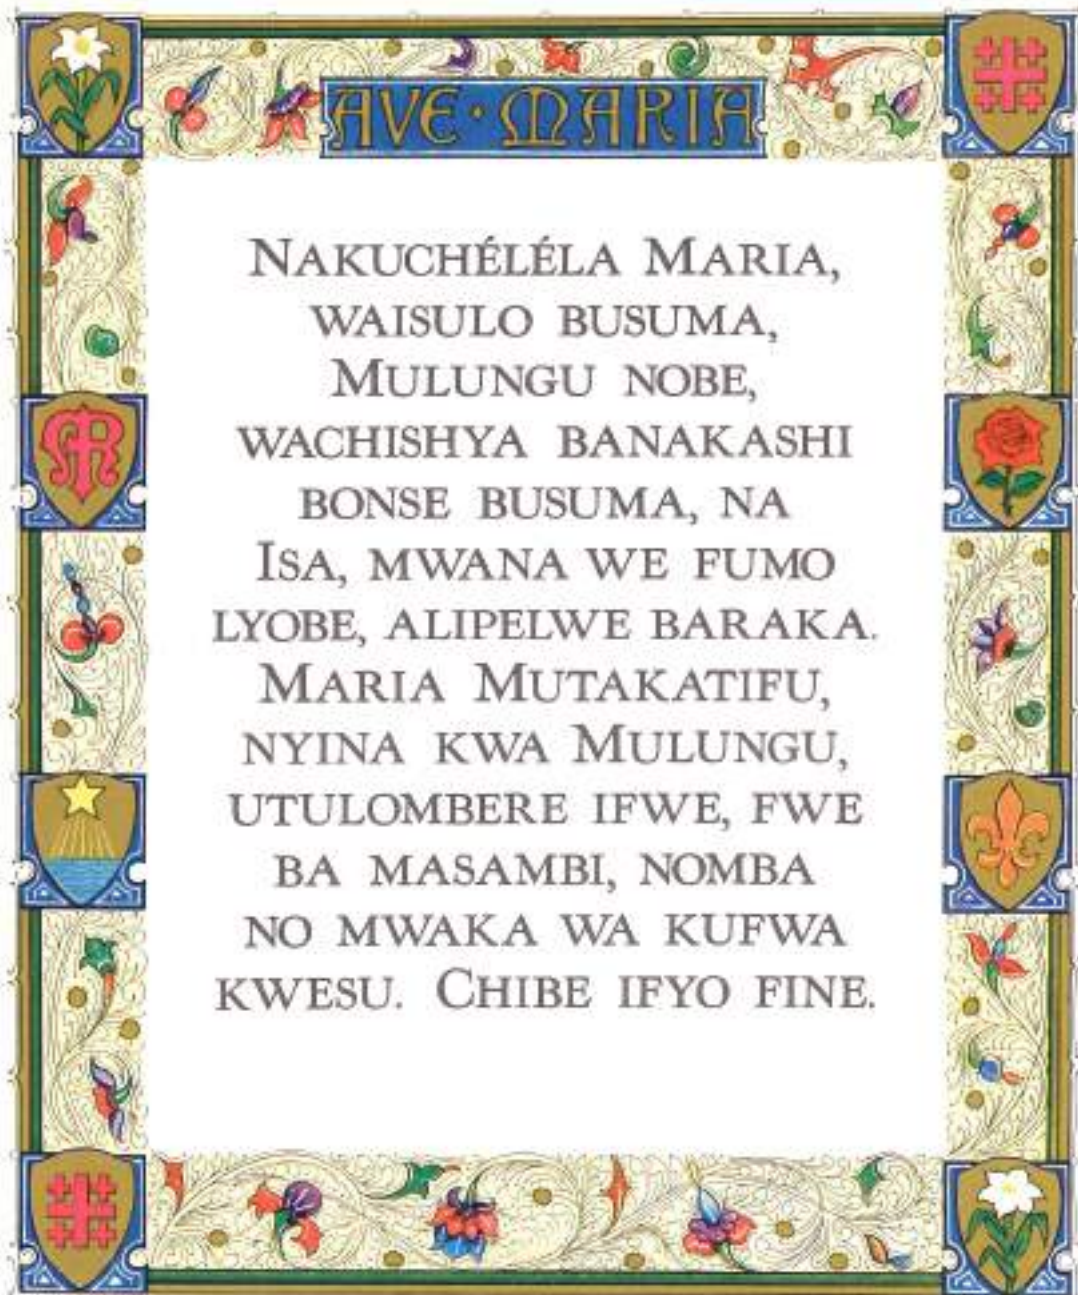 AVE·MARIA
NAKUCHÉLÉLA MARIA,
WAISULO BUSUMA,
MULUNGU NOBE,
WACHISHYA BANAKASHI
BONSE BUSUMA, NA
ISA, MWANA WE FUMO
LYOBE, ALIPELWE BARAKA.
MARIA MUTAKATIFU,
NYINA KWA MULUNGU,
UTULOMBERE IFWE, FWE
BA MASAMBI, NOMBA
NO MWAKA WA KUFWA
KWESU. CHIBE IFYO FINE.